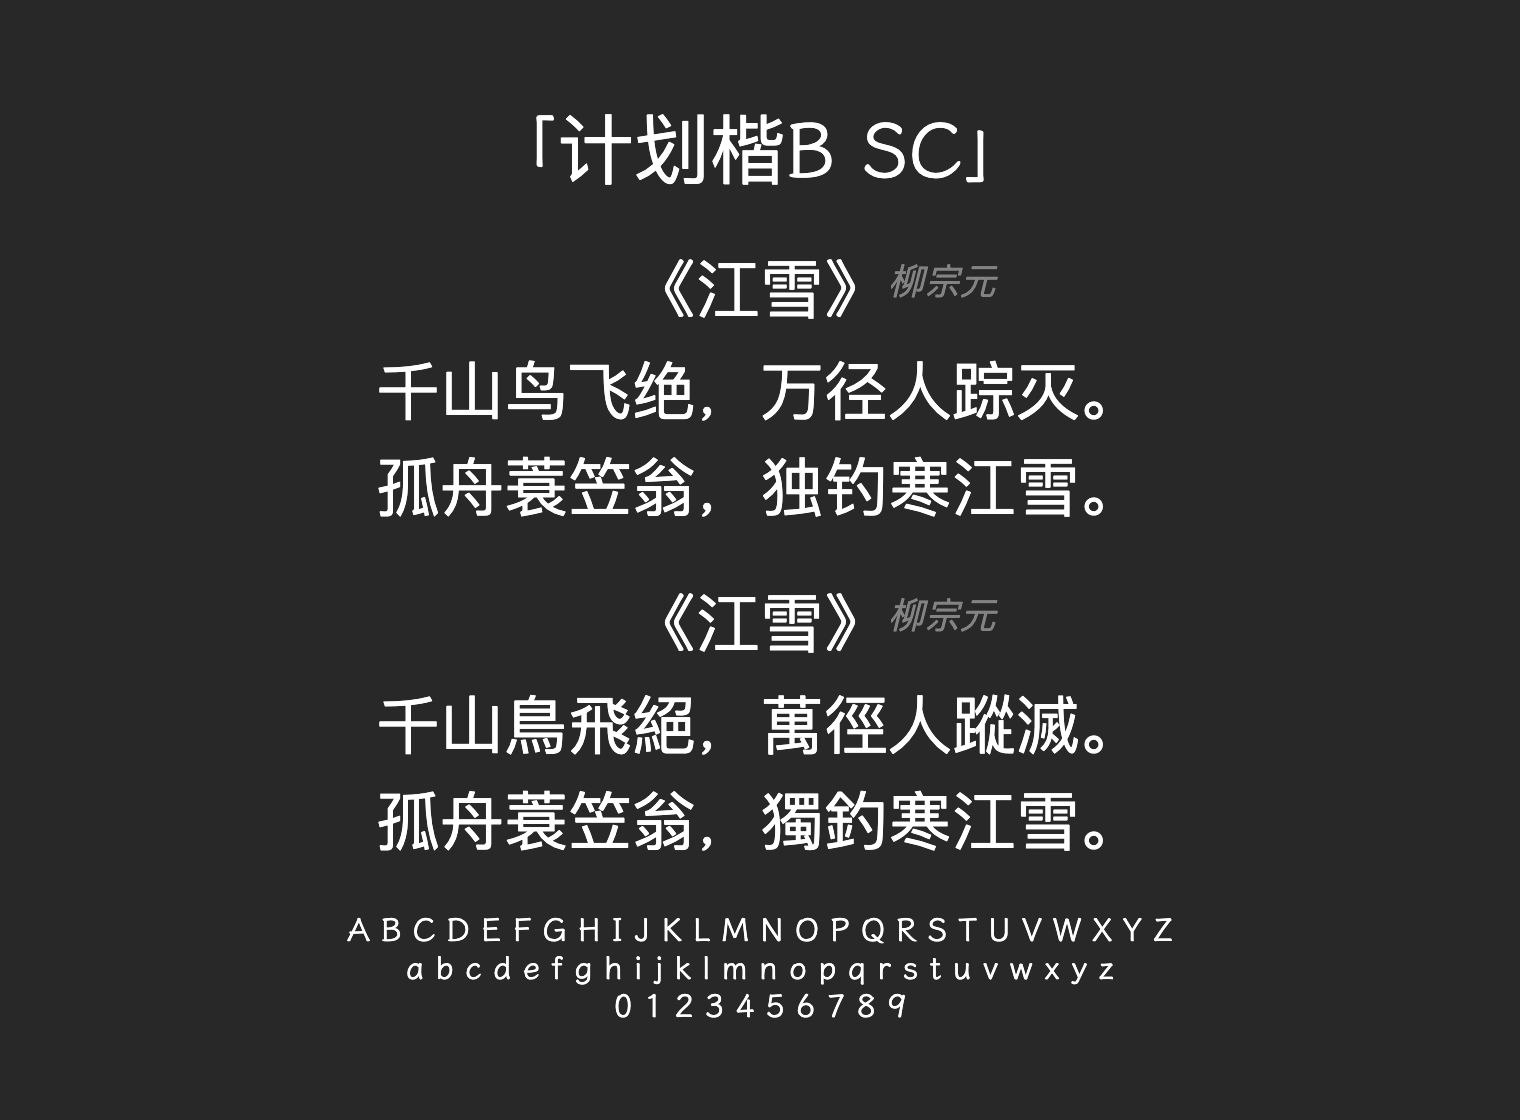 「计划楷B SC」
《江雪》 柳宗元
千山鸟飞绝，万径人踪灭。
孤舟蓑笠翁，独钓寒江雪。
《江雪》 柳宗元
千山鳥飛絕，萬徑人蹤滅。
孤舟蓑笠翁，獨釣寒江雪。
A B C D E F G H I J K L M N O P Q R S T U V W X Y Z
a b c d e f g h i j k l m n o p q r s t u v w x y z
0 1 2 3 4 5 6 7 8 9